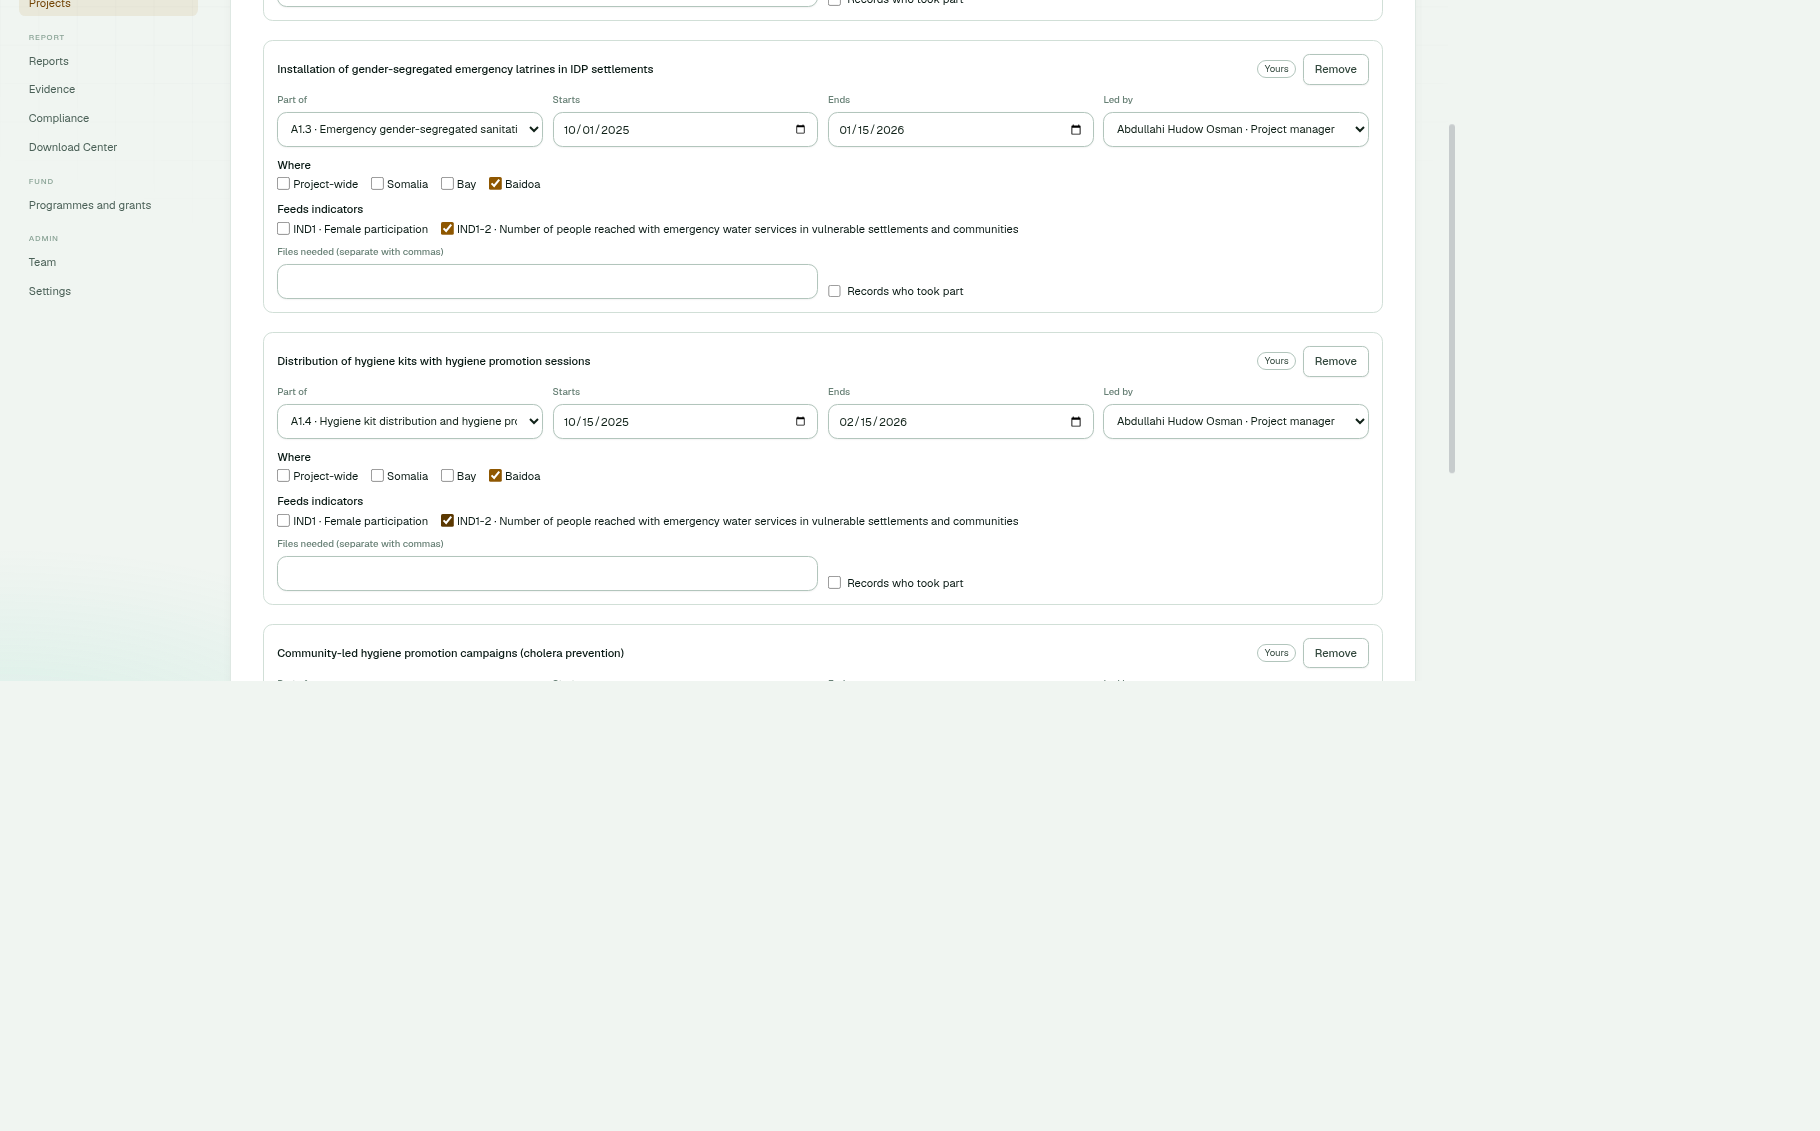 Projects
REPORT
Reports
Evidence
Compliance
Download Center
FUND
Programmes and grants
ADMIN
Team
Settings
Records who took part
Installation of gender-segregated emergency latrines in IDP settlements
Yours
Remove
Part of
Starts
Ends
Led by
A1.3 · Emergency gender-segregated sanitati
10/01/2025
01/15/2026
Abdullahi Hudow Osman · Project manager
Where
Project-wide
Somalia
Bay
Baidoa
Feeds indicators
IND1 · Female participation
IND1-2 · Number of people reached with emergency water services in vulnerable settlements and communities
Files needed (separate with commas)
Records who took part
Distribution of hygiene kits with hygiene promotion sessions
Yours
Remove
Part of
Starts
Ends
Led by
A1.4 · Hygiene kit distribution and hygiene pro
10/15/2025
02/15/2026
Abdullahi Hudow Osman · Project manager
Where
Project-wide
Somalia
Bay
Baidoa
Feeds indicators
IND1 · Female participation
IND1-2 · Number of people reached with emergency water services in vulnerable settlements and communities
Files needed (separate with commas)
Records who took part
Community-led hygiene promotion campaigns (cholera prevention)
Yours
Remove